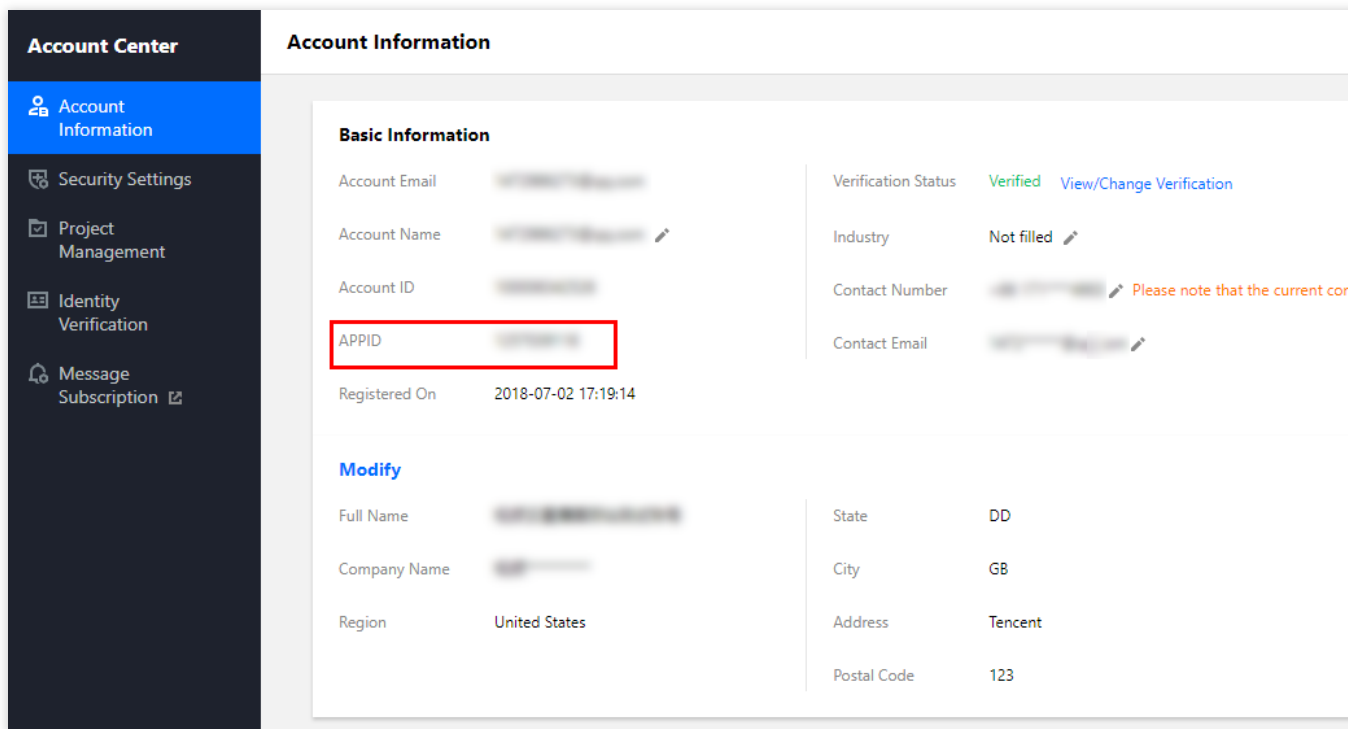 Account Center
Account
Information
Security Settings
Project
Management
Identity
Verification
Message
Subscription
Account Information
Basic Information
Account Email
Account Name
Account ID
APPID
Registered On 2018-07-02 17:19:14
Verification Status Verified View/Change Verification
Industry Not filled
Contact Number Please note that the current
Contact Email
Modify
Full Name
Company Name
Region United States
State DD
City GB
Address Tencent
Postal Code 123